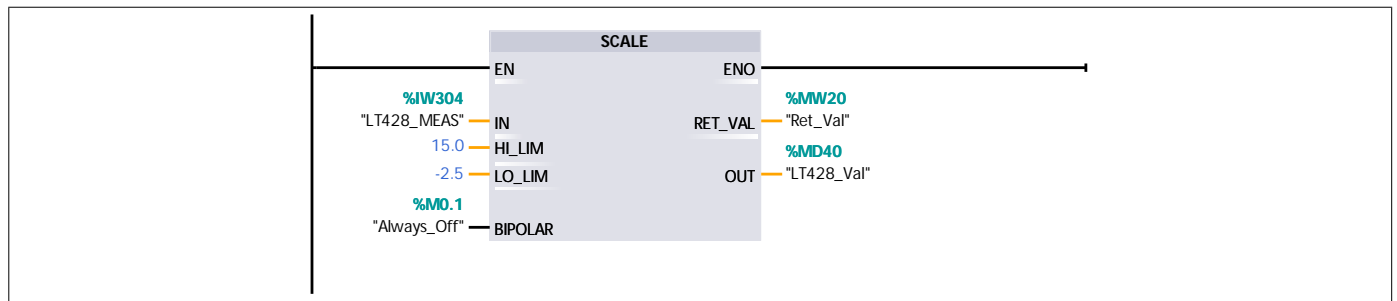 SCALE
EN ENO
%IW304 %MW20
"LT428_MEAS" IN RET_VAL "Ret_Val"
15.0 HI_LIM %MD40
-2.5 LO_LIM OUT "LT428_Val"
%M0.1
"Always_Off" BIPOLAR